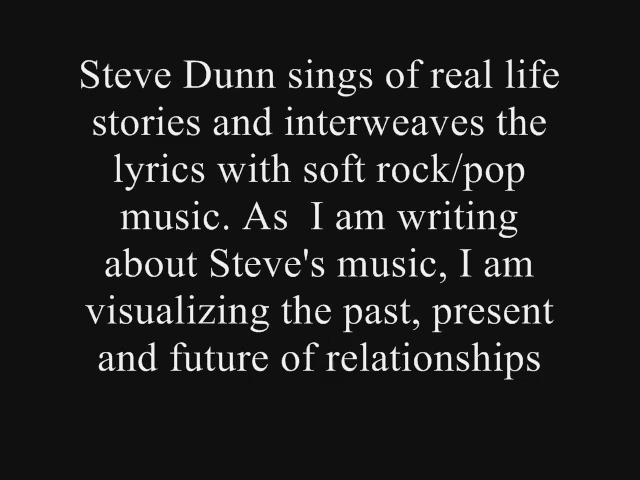 Steve Dunn sings of real life
stories and interweaves the
lyrics with soft rock/pop
music. As  I am writing
about Steve's music, I am
visualizing the past, present
and future of relationships